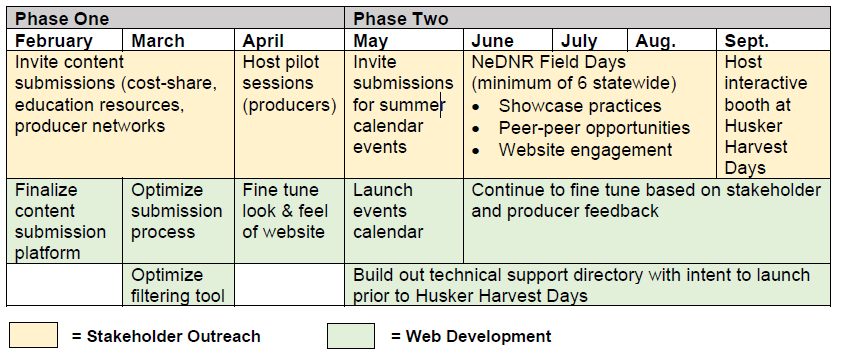 Phase One
Phase Two
February
March
April
May
June
July
Aug.
Sept.
Invite content
submissions (cost-share,
education resources,
producer networks
Host pilot
sessions
(producers)
Invite
submissions
for summer
calendar
events
NeDNR Field Days
(minimum of 6 statewide)
• Showcase practices
• Peer-peer opportunities
• Website engagement
Host
interactive
booth at
Husker
Harvest
Days
Finalize
content
submission
platform
Optimize
submission
process
Fine tune
look & feel
of website
Launch
events
calendar
Continue to fine tune based on stakeholder
and producer feedback
Optimize
filtering tool
Build out technical support directory with intent to launch
prior to Husker Harvest Days
= Stakeholder Outreach
= Web Development